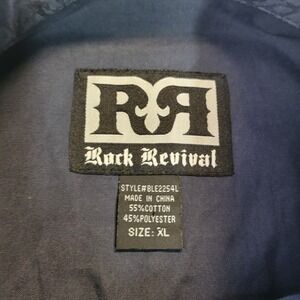 RR
Rock Revival
STYLE#BLE2254L
MADE IN CHINA
55%COTTON
45%POLYESTER
SIZE: XL